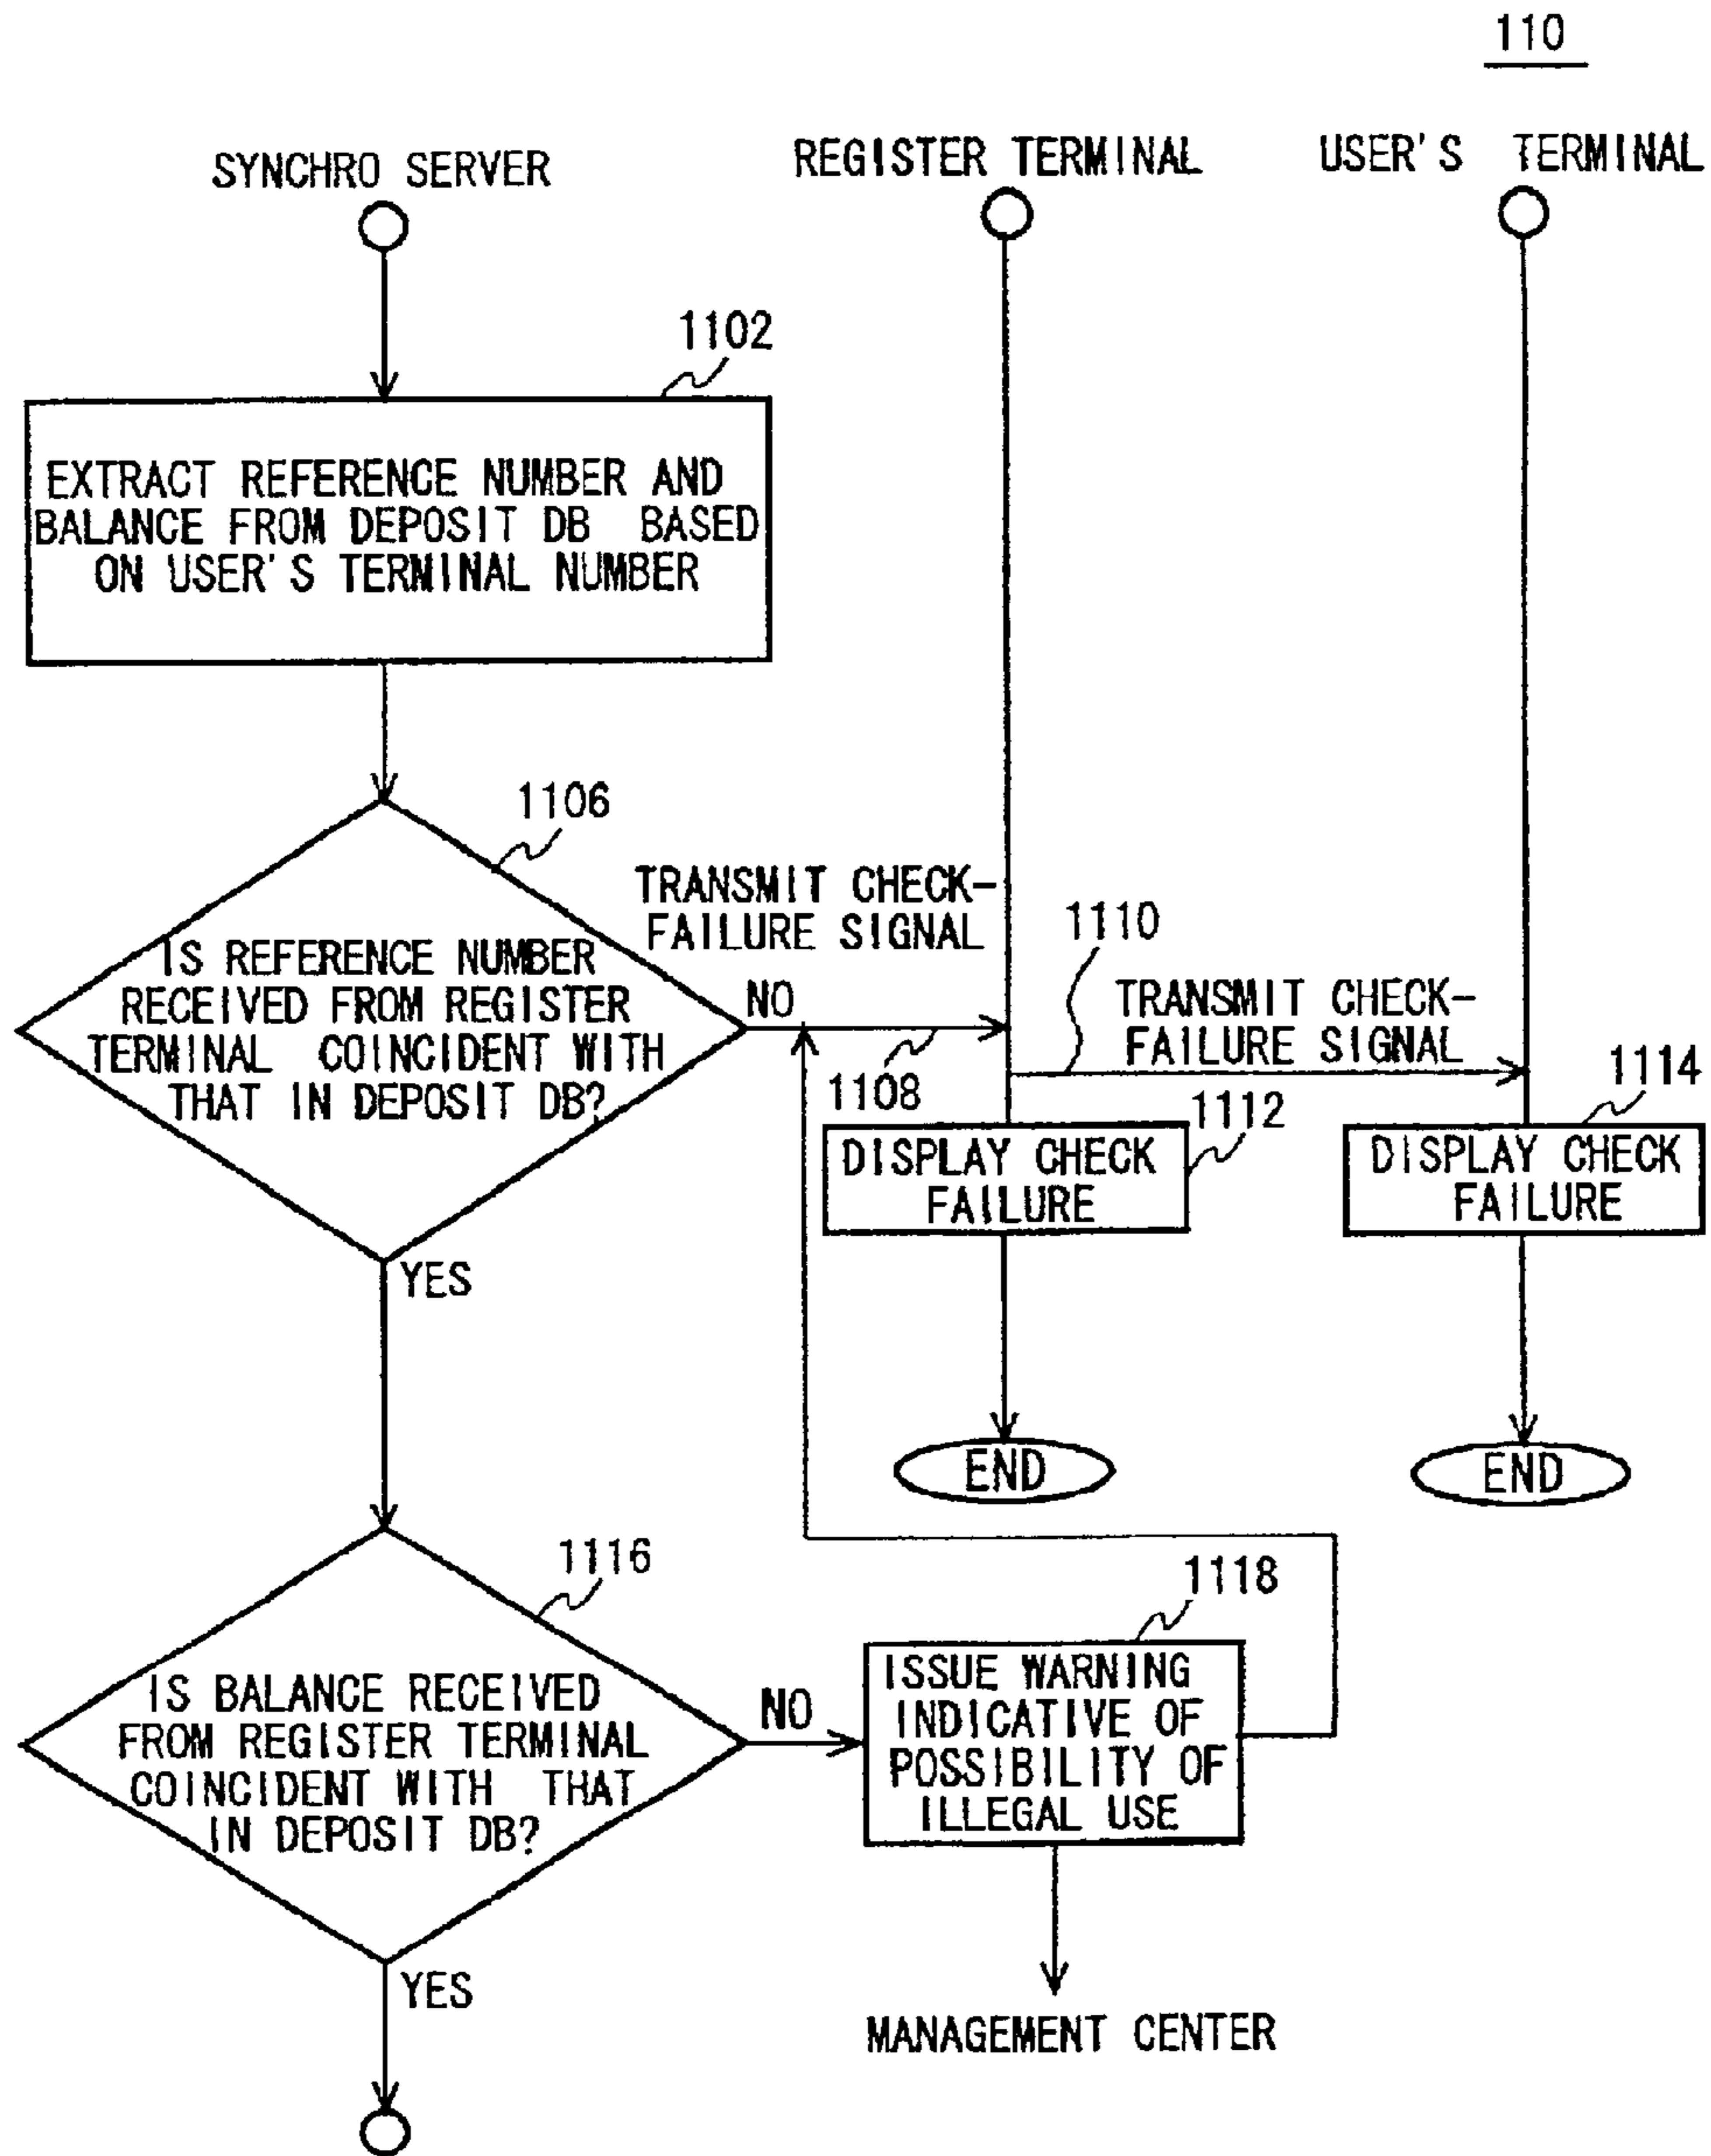 110
SYNCHRO SERVER
REGISTER TERMINAL
USER'S TERMINAL
1102
EXTRACT REFERENCE NUMBER AND
BALANCE FROM DEPOSIT DB BASED
ON USER'S TERMINAL NUMBER
1106
IS REFERENCE NUMBER
RECEIVED FROM REGISTER
TERMINAL COINCIDENT WITH
THAT IN DEPOSIT DB?
NO
TRANSMIT CHECK-
FAILURE SIGNAL
1108
1110
TRANSMIT CHECK-
FAILURE SIGNAL
1112
DISPLAY CHECK
FAILURE
1114
DISPLAY CHECK
FAILURE
END
END
YES
1116
IS BALANCE RECEIVED
FROM REGISTER TERMINAL
COINCIDENT WITH THAT
IN DEPOSIT DB?
NO
1118
ISSUE WARNING
INDICATIVE OF
POSSIBILITY OF
ILLEGAL USE
YES
MANAGEMENT CENTER